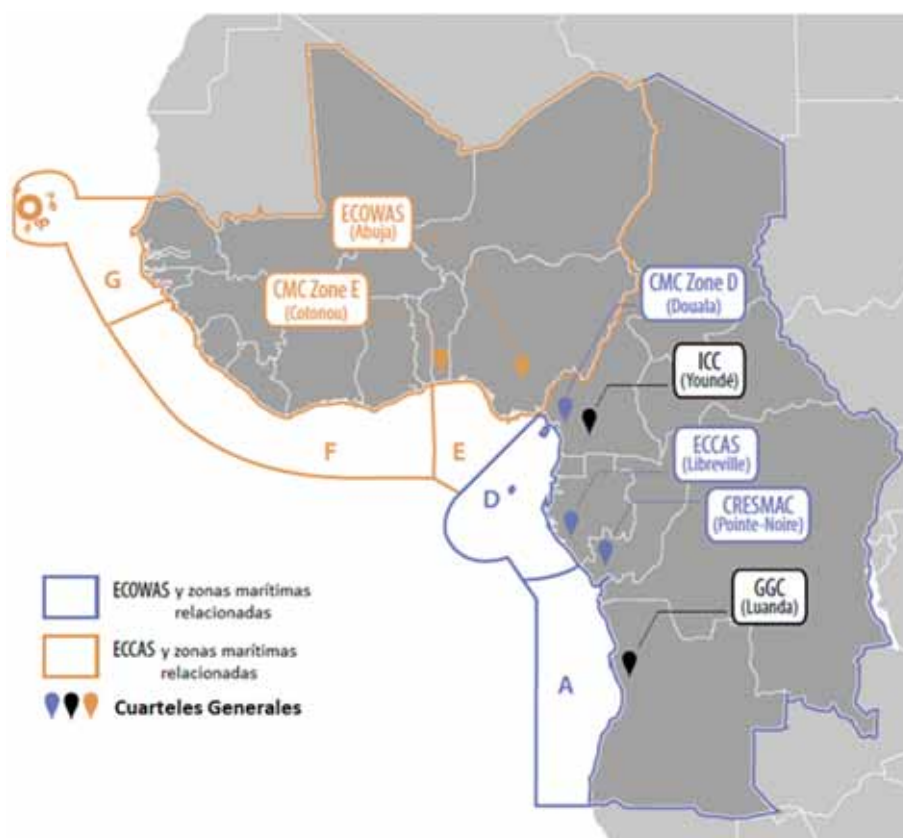 ECOWAS
(Abuja)
CMC Zone E
(Cotonou)
CMC Zone D
(Douala)
ICC
(Youndé)
ECCAS
(Libreville)
CRESMAC
(Pointe-Noire)
GGC
(Luanda)
G
F
E
D
A
ECOWAS y zonas marítimas
relacionadas
ECCAS y zonas marítimas
relacionadas
Cuarteles Generales